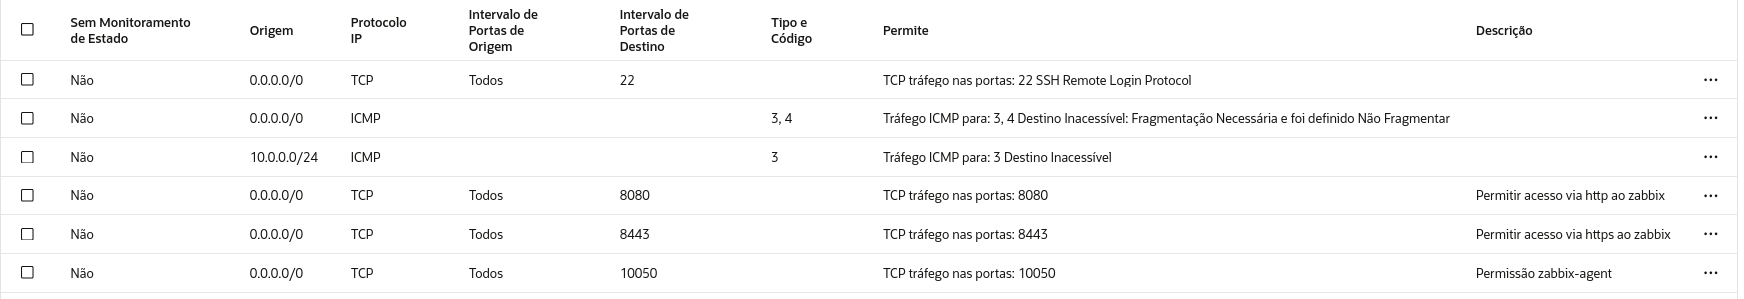 Sem Monitoramento de Estado Origem Protocolo IP Intervalo de Portas de Origem Intervalo de Portas de Destino Tipo e Código Permite Descrição
Não 0.0.0.0/0 TCP Todos 22 TCP tráfego nas portas: 22 SSH Remote Login Protocol
Não 0.0.0.0/0 ICMP 3, 4 Tráfego ICMP para: 3, 4 Destino Inacessível: Fragmentação Necessária e foi definido Não Fragmentar
Não 10.0.0.0/24 ICMP 3 Tráfego ICMP para: 3 Destino Inacessível
Não 0.0.0.0/0 TCP Todos 8080 TCP tráfego nas portas: 8080 Permitir acesso via http ao zabbix
Não 0.0.0.0/0 TCP Todos 8443 TCP tráfego nas portas: 8443 Permitir acesso via https ao zabbix
Não 0.0.0.0/0 TCP Todos 10050 TCP tráfego nas portas: 10050 Permissão zabbix-agent